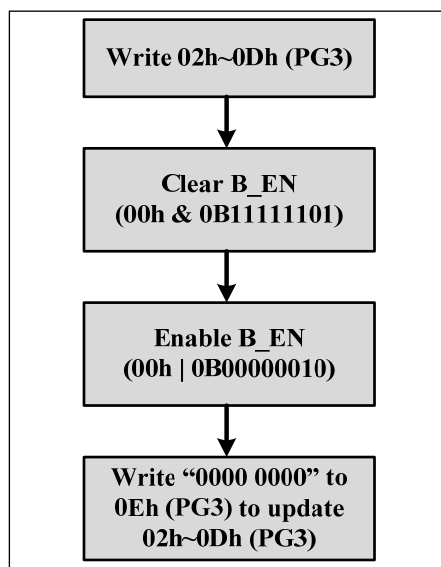 Write 02h~0Dh (PG3)
Clear B_EN
(00h & 0B11111101)
Enable B_EN
(00h | 0B00000010)
Write “0000 0000” to
0Eh (PG3) to update
02h~0Dh (PG3)